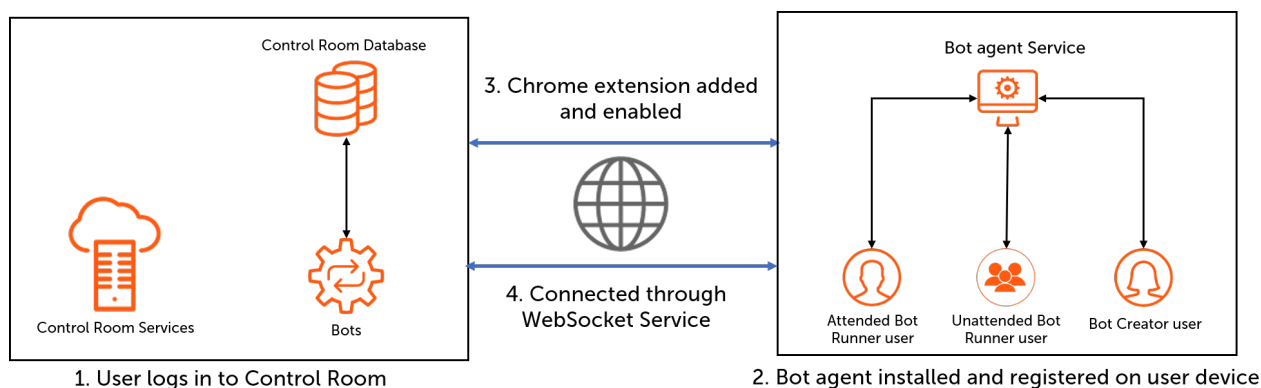 Control Room Database
Control Room Services
Bots
1. User logs in to Control Room
3. Chrome extension added
and enabled
4. Connected through
WebSocket Service
Bot agent Service
Attended Bot
Runner user
Unattended Bot
Runner user
Bot Creator user
2. Bot agent installed and registered on user device